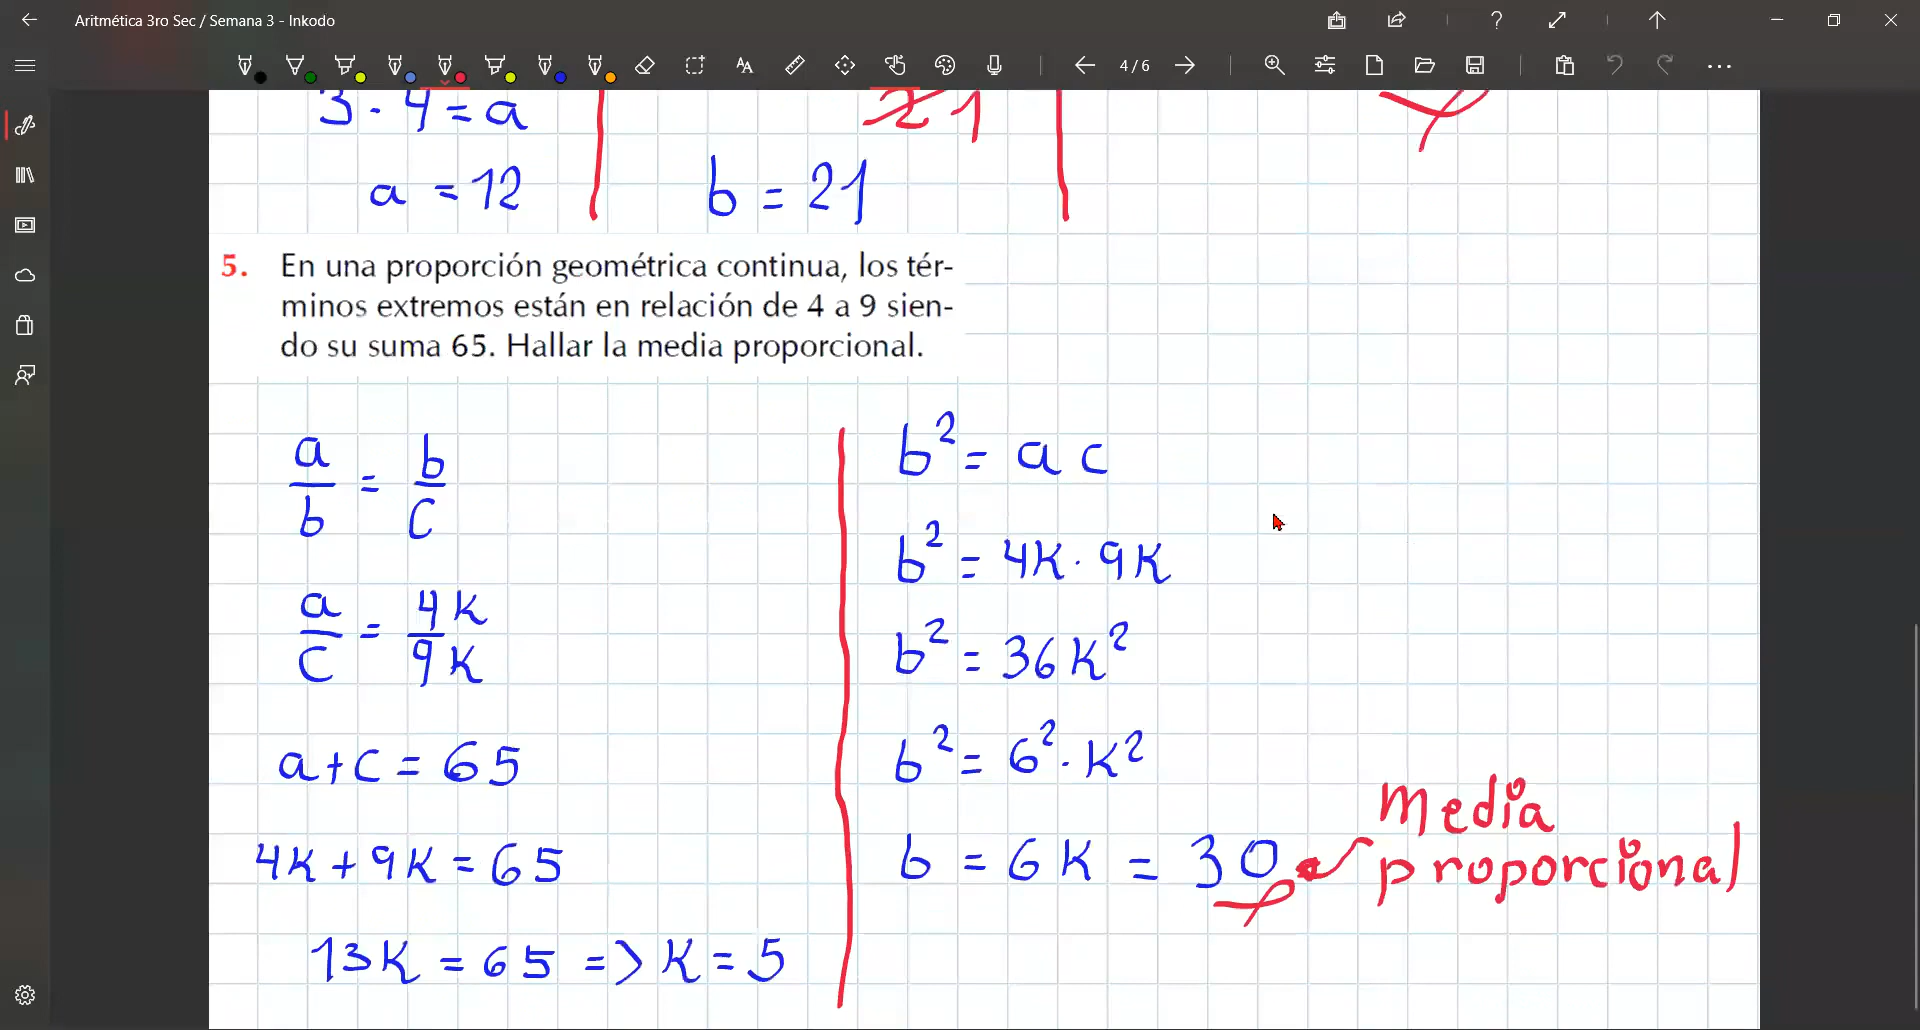 Aritmética 3ro Sec / Semana 3 - Inkodo
4 / 6
3 · 4 = a
21
a = 12
b = 21
5. En una proporción geométrica continua, los tér-
minos extremos están en relación de 4 a 9 sien-
do su suma 65. Hallar la media proporcional.
a/b = b/c
a/c = 4K/9K
a+c = 65
4K + 9K = 65
13K = 65 => K = 5
b² = a c
b² = 4K · 9K
b² = 36K²
b² = 6² · K²
b = 6K = 30
Media
proporcional